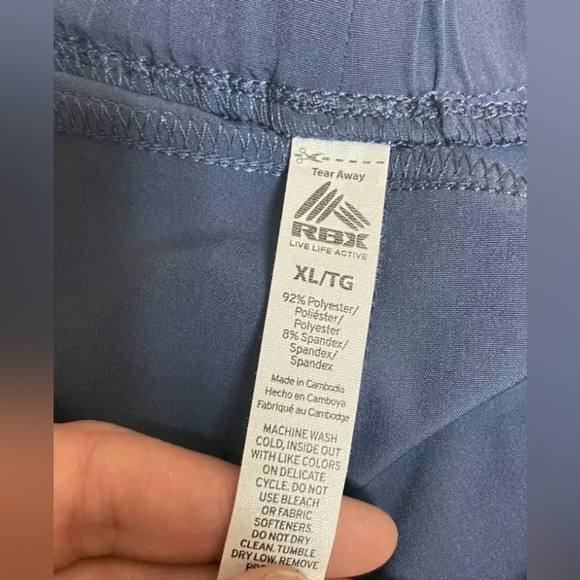 Tear Away
RBX
LIVE LIFE ACTIVE
XL/TG
92% Polyester/
Poliéster/
Polyester
8% Spandex/
Spandex/
Spandex
Made in Cambodia
Hecho en Camboya
Fabriqué au Cambodge
MACHINE WASH
COLD, INSIDE OUT
WITH LIKE COLORS
ON DELICATE
CYCLE. DO NOT
USE BLEACH
OR FABRIC
SOFTENERS.
DO NOT DRY
CLEAN. TUMBLE
DRY LOW, REMOVE